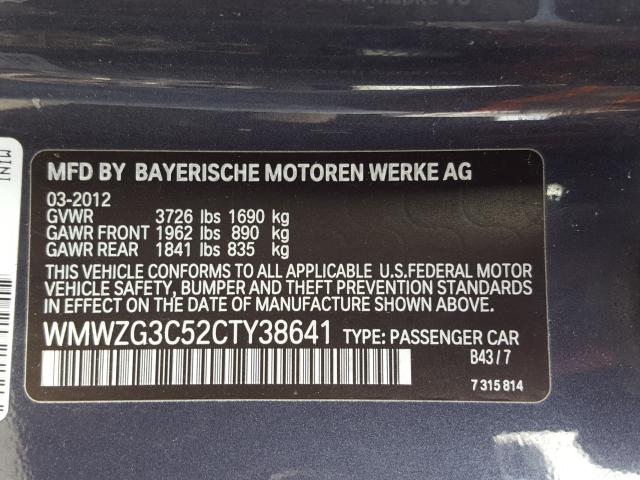 MINI
MFD BY BAYERISCHE MOTOREN WERKE AG
03-2012
GVWR 3726 lbs 1690 kg
GAWR FRONT 1962 lbs 890 kg
GAWR REAR 1841 lbs 835 kg
THIS VEHICLE CONFORMS TO ALL APPLICABLE U.S.FEDERAL MOTOR
VEHICLE SAFETY, BUMPER AND THEFT PREVENTION STANDARDS
IN EFFECT ON THE DATE OF MANUFACTURE SHOWN ABOVE.
WMWZG3C52CTY38641 TYPE: PASSENGER CAR
B43/7
7 315 814